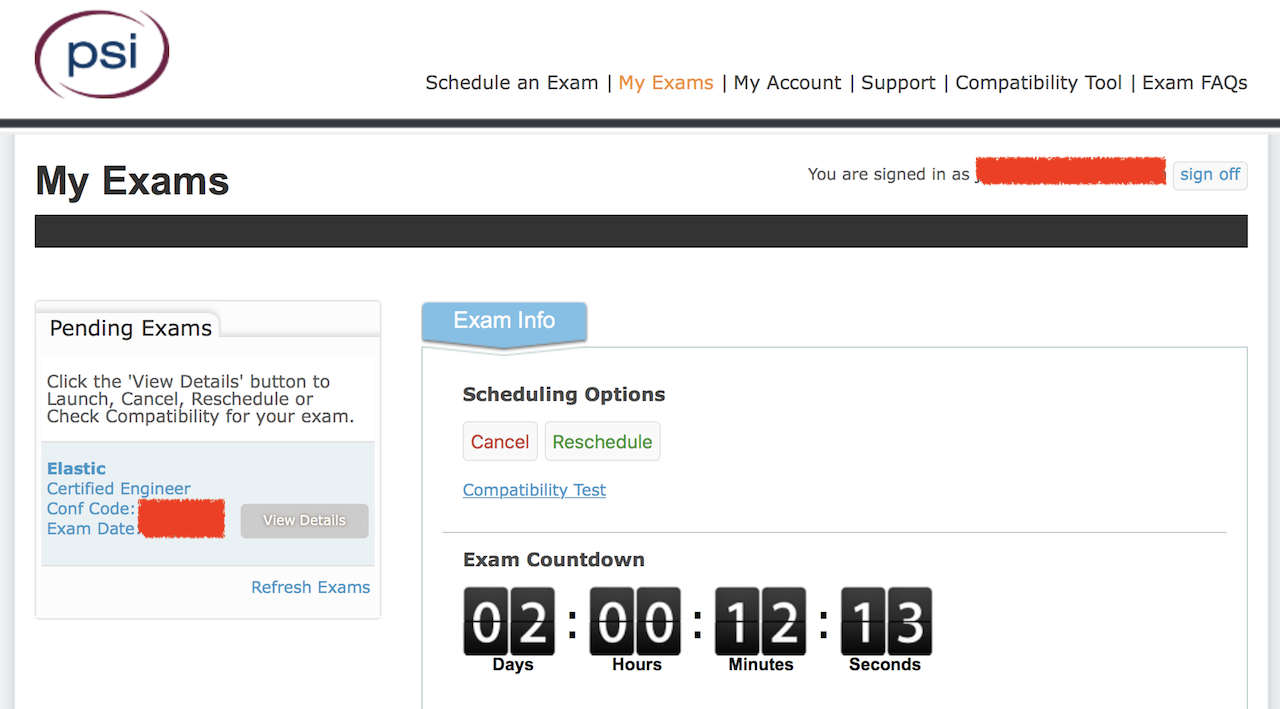 psi
Schedule an Exam | My Exams | My Account | Support | Compatibility Tool | Exam FAQs
My Exams
You are signed in as
sign off
Pending Exams
Click the 'View Details' button to
Launch, Cancel, Reschedule or
Check Compatibility for your exam.
Elastic
Certified Engineer
Conf Code:
Exam Date:
View Details
Refresh Exams
Exam Info
Scheduling Options
Cancel
Reschedule
Compatibility Test
Exam Countdown
02 : 00 : 12 : 13
Days Hours Minutes Seconds